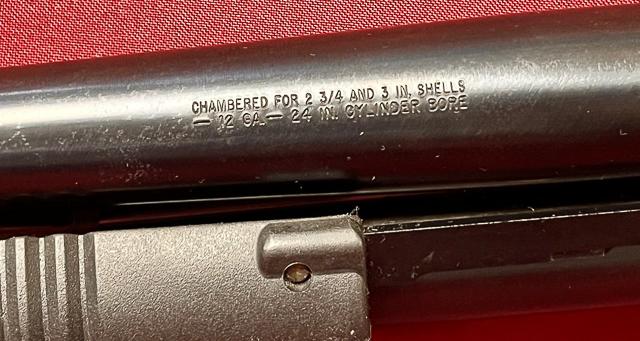 CHAMBERED FOR 2 3/4 AND 3 IN. SHELLS
— 12 GA — 24 IN. CYLINDER BORE